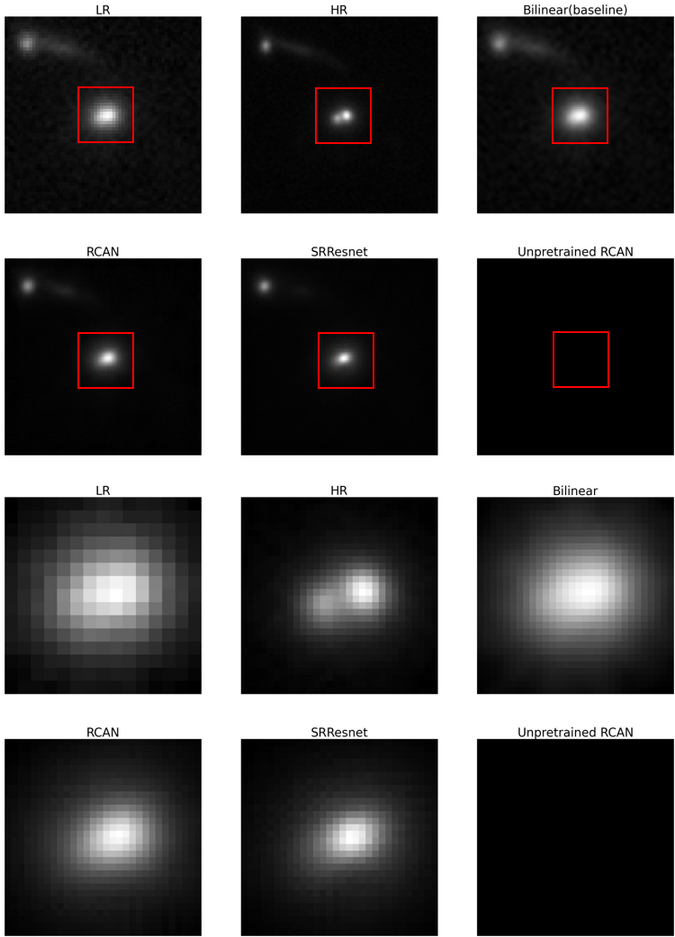 LR
HR
Bilinear(baseline)
RCAN
SRResnet
Unpretrained RCAN
LR
HR
Bilinear
RCAN
SRResnet
Unpretrained RCAN